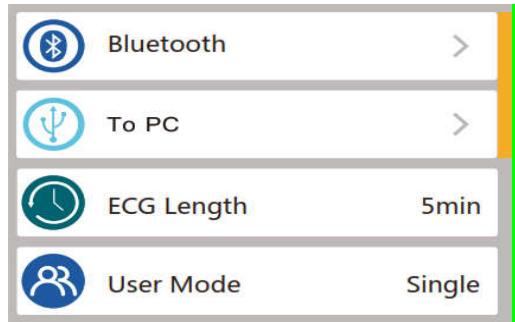 Bluetooth
To PC
ECG Length 5min
User Mode Single